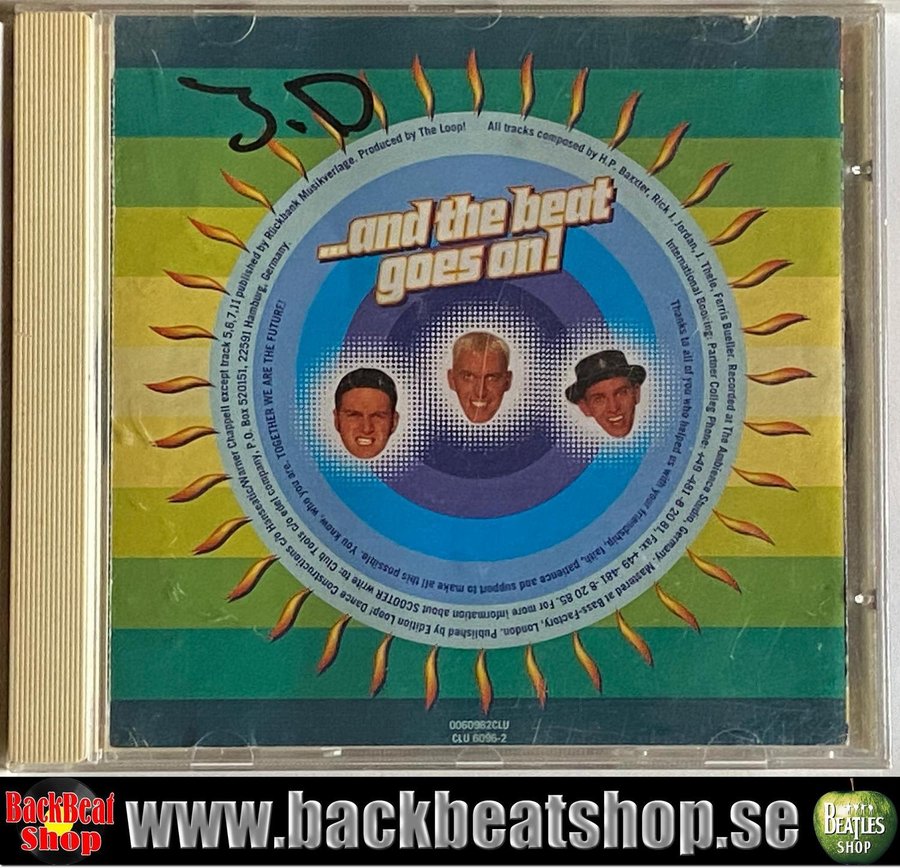 J.D
All tracks composed by H.P. Baxxter, Rick J. Jordan, J. Thele, Ferris Bueller. Recorded at The Ambience Studio, Germany. Mastered at Bass-Factory, London. Published by Edition Loop! Dance Constructions c/o Hanseatic/Warner Chappell except track 5,6,7,11 published by Rückbank Musikverlage. Produced by The Loop!
International Booking: Partner Colleg Phone: ++49 -481 -8 20 81, Fax: ++49 -481 -8 20 85. For more information about SCOOTER write to: Club Tools c/o edel company, P.O. Box 520151, 22591 Hamburg, Germany.
Thanks to all of you who helped us with your friendship, faith, patience and support to make all this possible. You know, who you are. TOGETHER WE ARE THE FUTURE!
...and the beat
goes on!
0060962CLU
CLU 6096-2
BackBeat
Shop
www.backbeatshop.se
BEATLES
SHOP